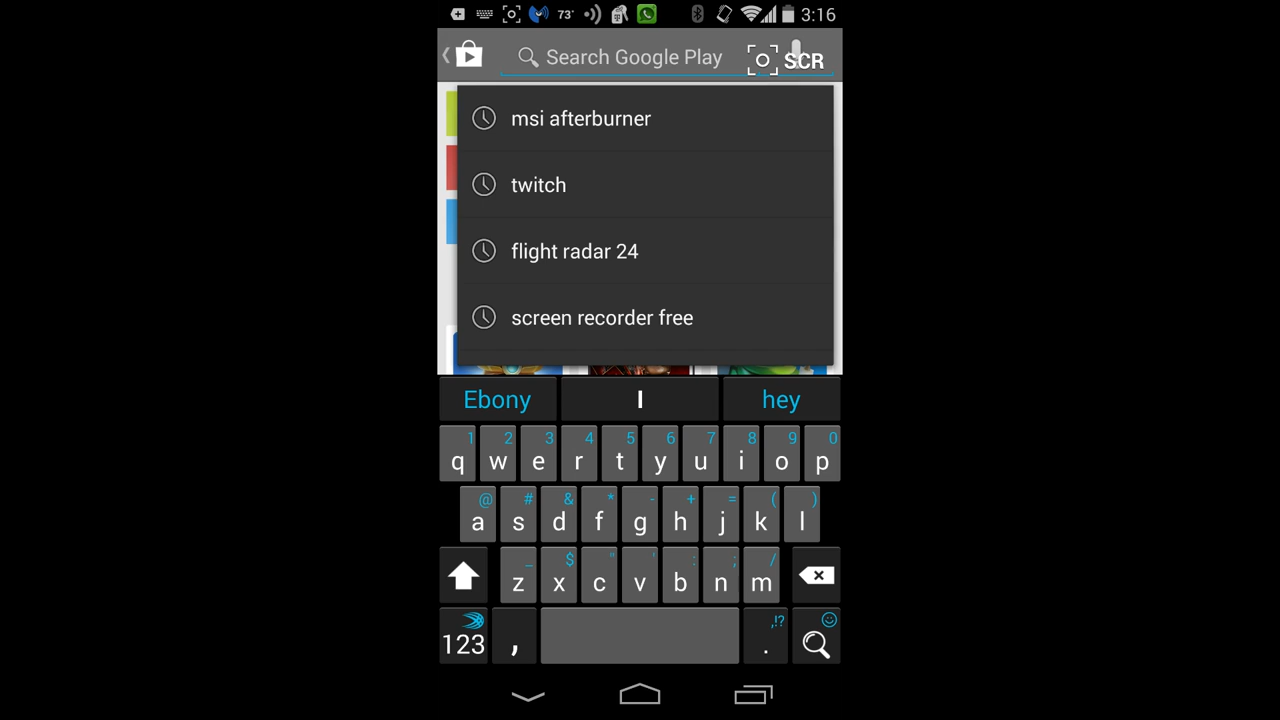 73° 3:16
Search Google Play SCR
msi afterburner
twitch
flight radar 24
screen recorder free
Ebony I hey
1 2 3 4 5 6 7 8 9 0
q w e r t y u i o p
@ # & * - + = ( )
a s d f g h j k l
_ $ " ' : ; /
z x c v b n m
,!?
123 , .